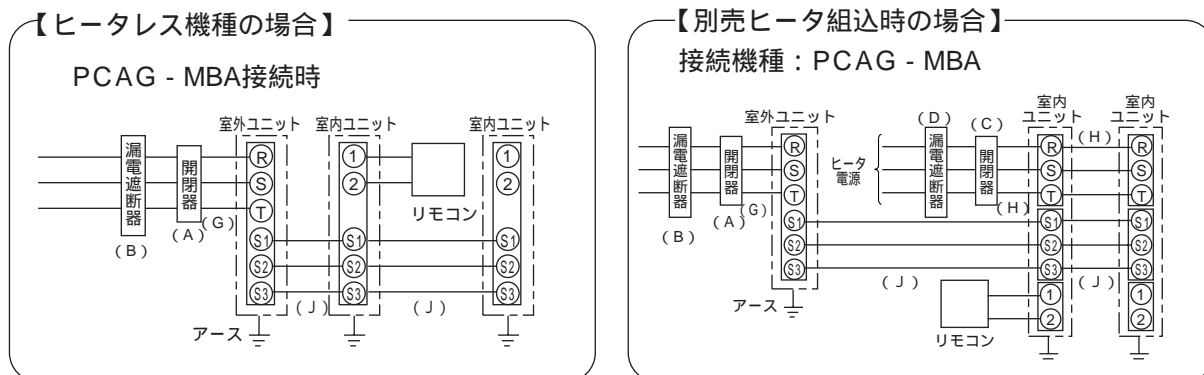 【ヒータレス機種の場合】
PCAG - MBA接続時
室外ユニット 室内ユニット 室内ユニット
漏電遮断器
開閉器
R
S
T
S1
S2
S3
1
2
S1
S2
S3
リモコン
1
2
S1
S2
S3
(B)
(A)
(G)
(J)
(J)
アース
【別売ヒータ組込時の場合】
接続機種：PCAG - MBA
室外ユニット
室内
ユニット
室内
ユニット
漏電遮断器
開閉器
(B)
(A)
(G)
R
S
T
S1
S2
S3
ヒータ
電源
(D)
漏電遮断器
(C)
開閉器
(H)
(H)
R
S
T
S1
S2
S3
1
2
R
S
T
S1
S2
S3
1
2
(J)
(J)
アース
リモコン